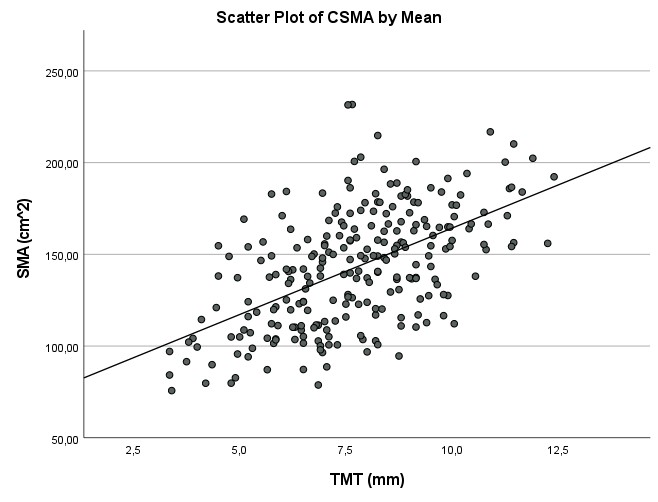 Scatter Plot of CSMA by Mean
250,00
200,00
150,00
100,00
50,00
SMA (cm^2)
2,5 5,0 7,5 10,0 12,5
TMT (mm)